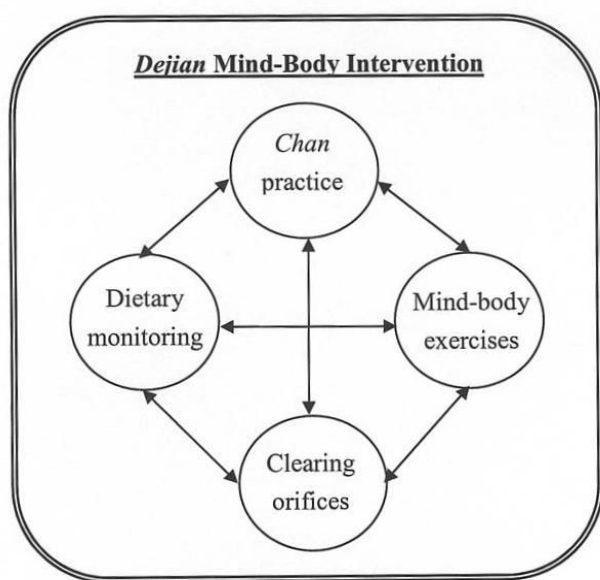 Dejian Mind-Body Intervention
Chan
practice
Dietary
monitoring
Mind-body
exercises
Clearing
orifices